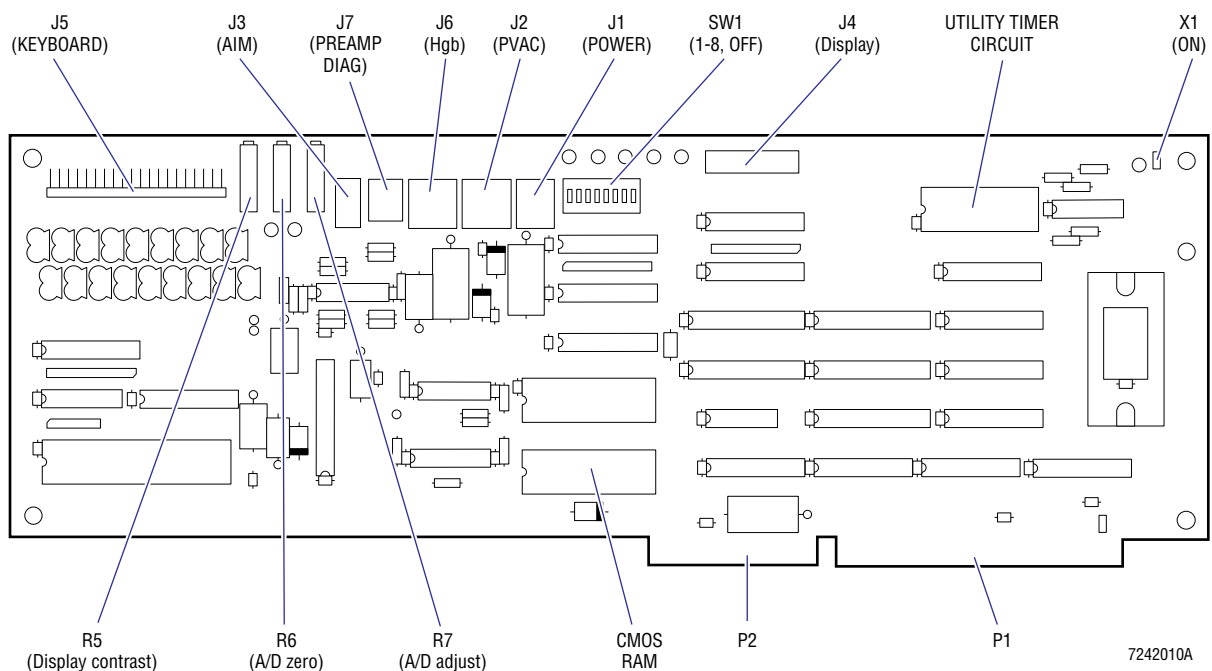 J5
(KEYBOARD)
J3
(AIM)
J7
(PREAMP
DIAG)
J6
(Hgb)
J2
(PVAC)
J1
(POWER)
SW1
(1-8, OFF)
J4
(Display)
UTILITY TIMER
CIRCUIT
X1
(ON)
R5
(Display contrast)
R6
(A/D zero)
R7
(A/D adjust)
CMOS
RAM
P2
P1
7242010A